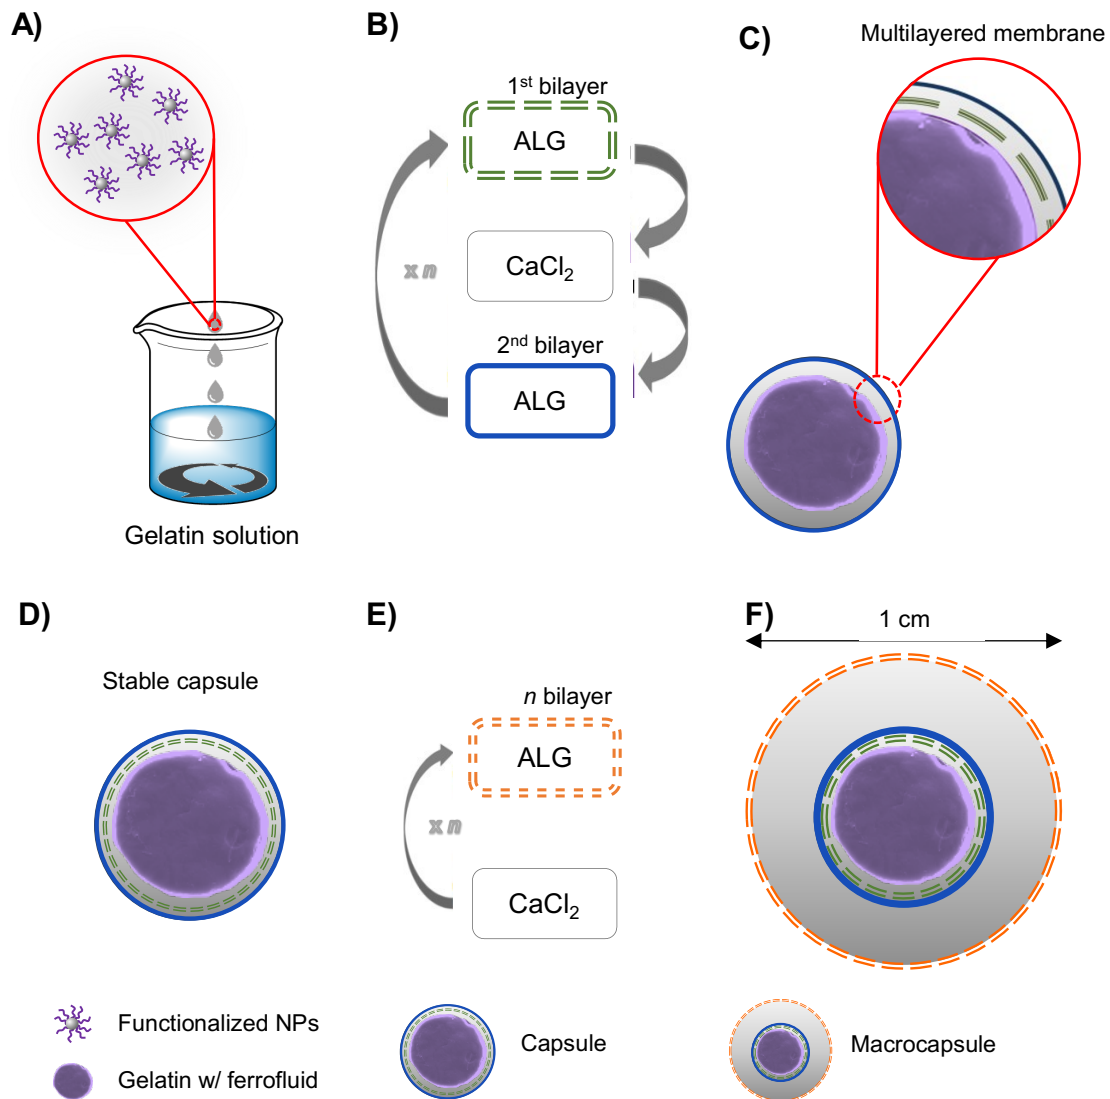 A)
Gelatin solution
B)
1st bilayer
ALG
x n
CaCl2
2nd bilayer
ALG
C)
Multilayered membrane
D)
Stable capsule
E)
n bilayer
ALG
x n
CaCl2
F)
1 cm
Functionalized NPs
Gelatin w/ ferrofluid
Capsule
Macrocapsule